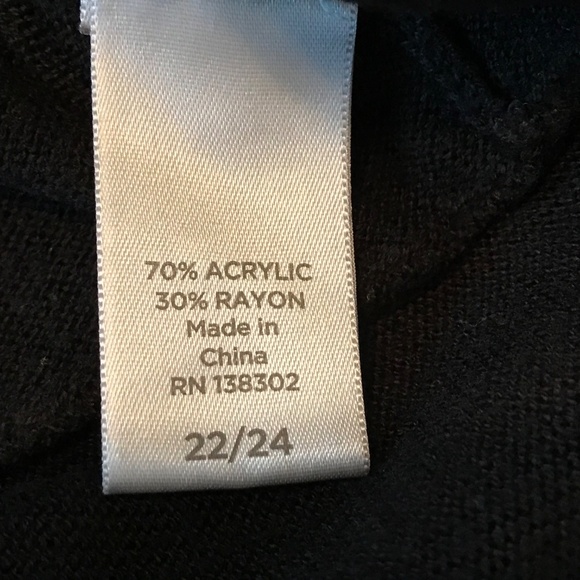 70% ACRYLIC
30% RAYON
Made in
China
RN 138302
22/24